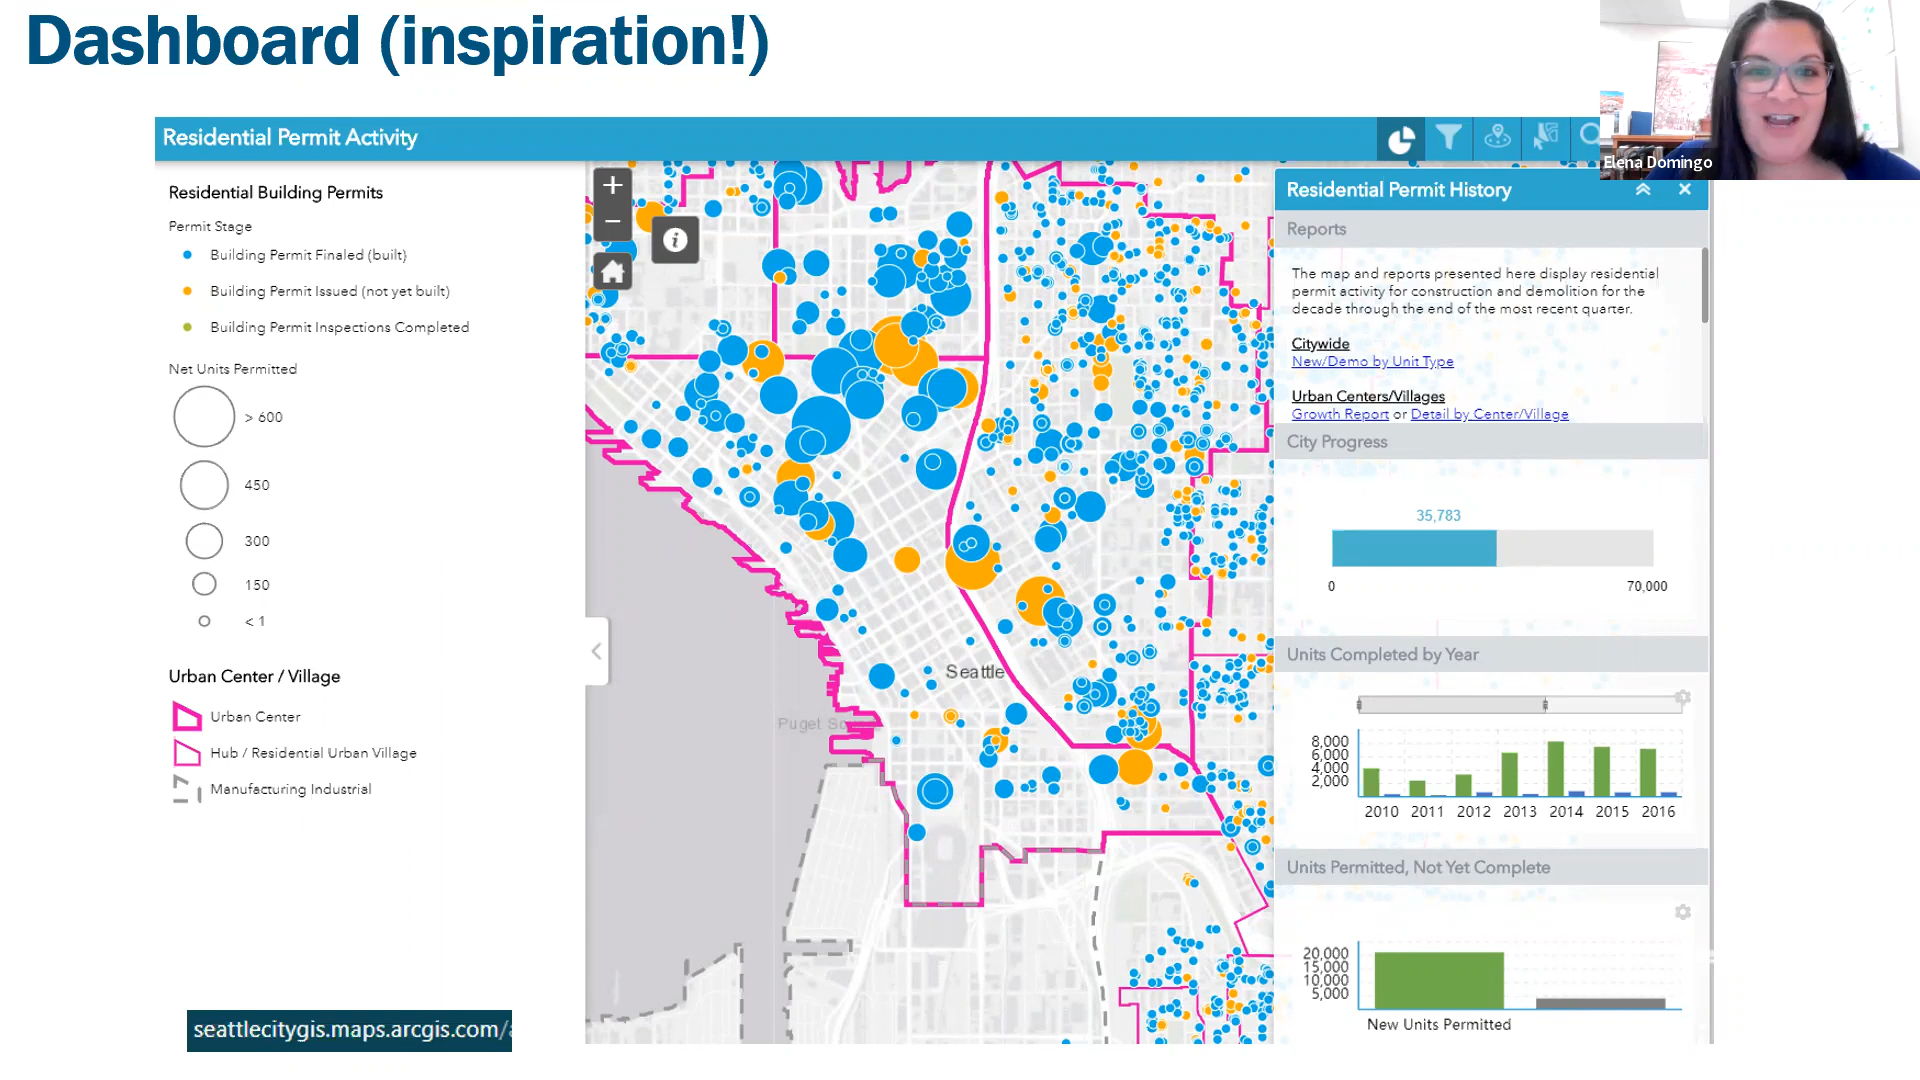 Dashboard (inspiration!)
Elena Domingo
Residential Permit Activity
Residential Building Permits
Permit Stage
Building Permit Finaled (built)
Building Permit Issued (not yet built)
Building Permit Inspections Completed
Net Units Permitted
> 600
450
300
150
< 1
Urban Center / Village
Urban Center
Hub / Residential Urban Village
Manufacturing Industrial
seattlecitygis.maps.arcgis.com/
+
−
i
Seattle
Puget
Residential Permit History
Reports
The map and reports presented here display residential
permit activity for construction and demolition for the
decade through the end of the most recent quarter.
Citywide
New/Demo by Unit Type
Urban Centers/Villages
Growth Report or Detail by Center/Village
City Progress
35,783
0 70,000
Units Completed by Year
8,000
6,000
4,000
2,000
2010 2011 2012 2013 2014 2015 2016
Units Permitted, Not Yet Complete
20,000
15,000
10,000
5,000
New Units Permitted